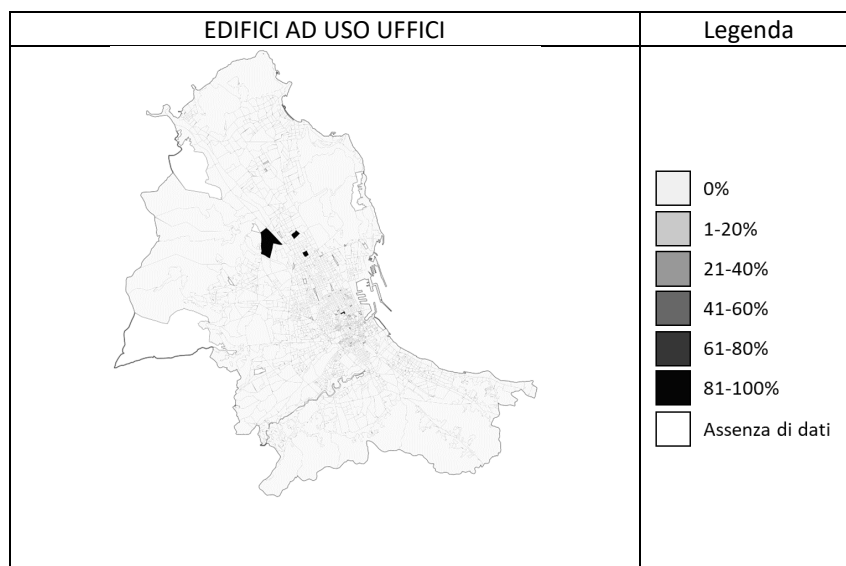 EDIFICI AD USO UFFICI
Legenda
0%
1-20%
21-40%
41-60%
61-80%
81-100%
Assenza di dati